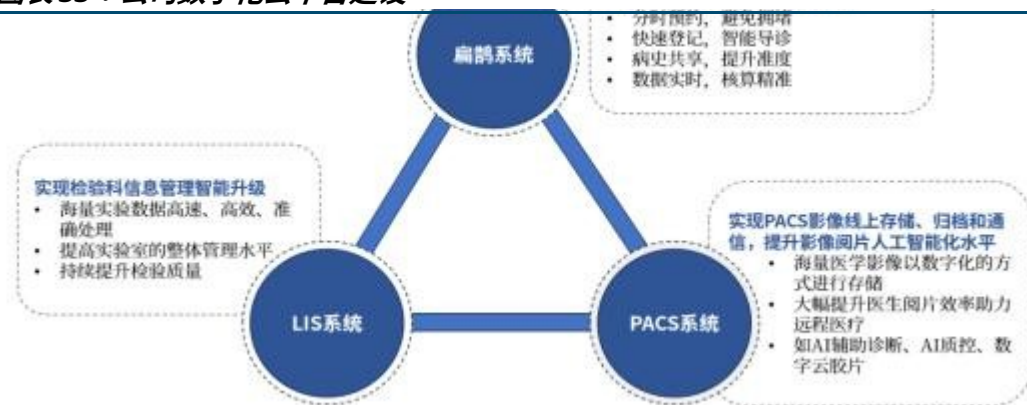 分时预约，避免拥堵
快速登记，智能导诊
病史共享，提升准度
数据实时，核算精准
扁鹊系统
实现检验科信息管理智能升级
海量实验数据高速、高效、准
确处理
提高实验室的整体管理水平
持续提升检验质量
实现PACS影像线上存储、归档和通
信，提升影像阅片人工智能化水平
海量医学影像以数字化的方
式进行存储
大幅提升医生阅片效率助力
远程医疗
如AI辅助诊断、AI质控、数
字云胶片
LIS系统
PACS系统